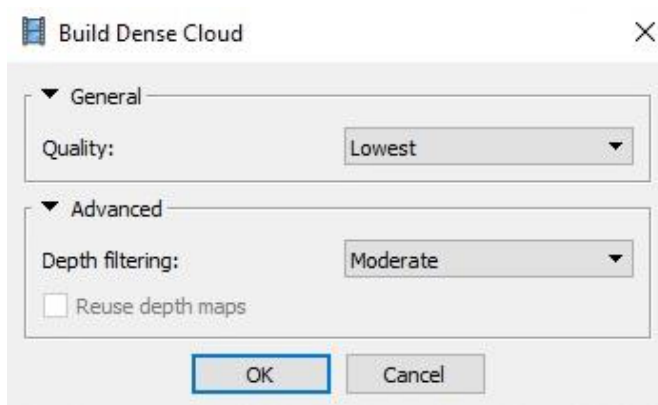 Build Dense Cloud
General
Quality: Lowest
Advanced
Depth filtering: Moderate
Reuse depth maps
OK Cancel